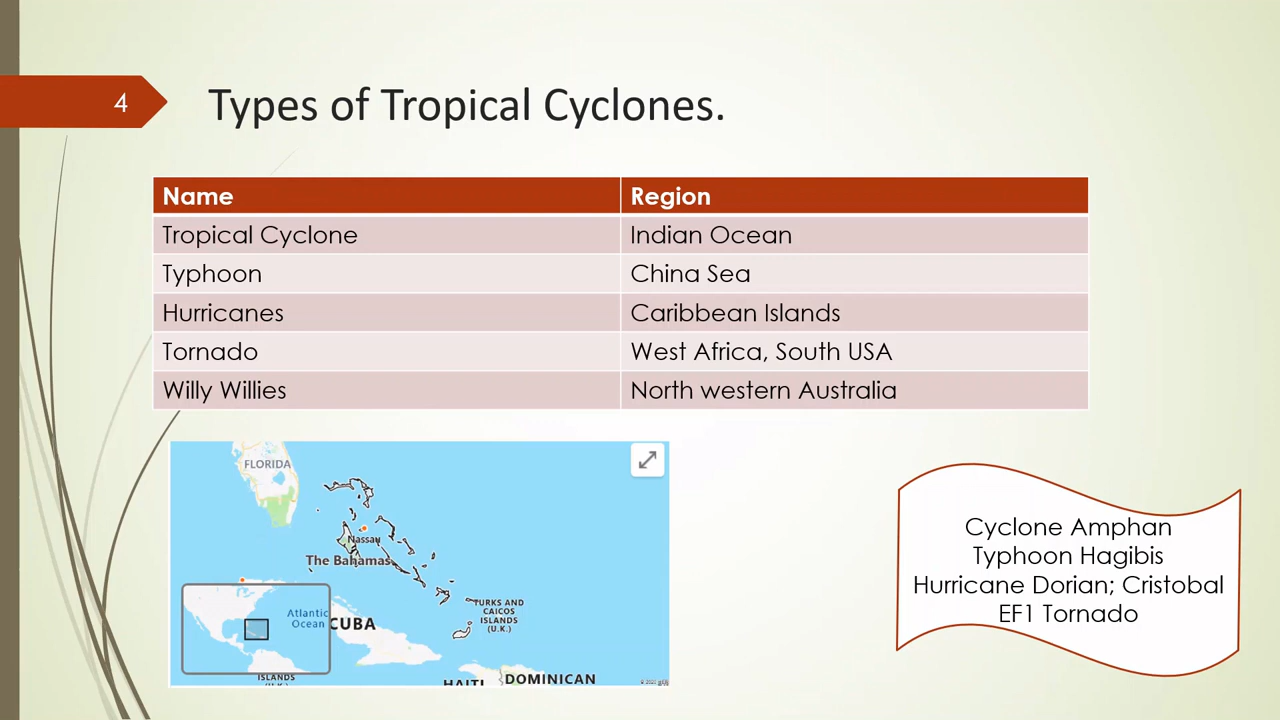 4
Types of Tropical Cyclones.
Name Region
Tropical Cyclone Indian Ocean
Typhoon China Sea
Hurricanes Caribbean Islands
Tornado West Africa, South USA
Willy Willies North western Australia
FLORIDA
Nassau
The Bahamas
TURKS AND
CAICOS
ISLANDS
(U.K.)
Atlantic
Ocean
CUBA
ISLANDS
HAITI
DOMINICAN
Cyclone Amphan
Typhoon Hagibis
Hurricane Dorian; Cristobal
EF1 Tornado